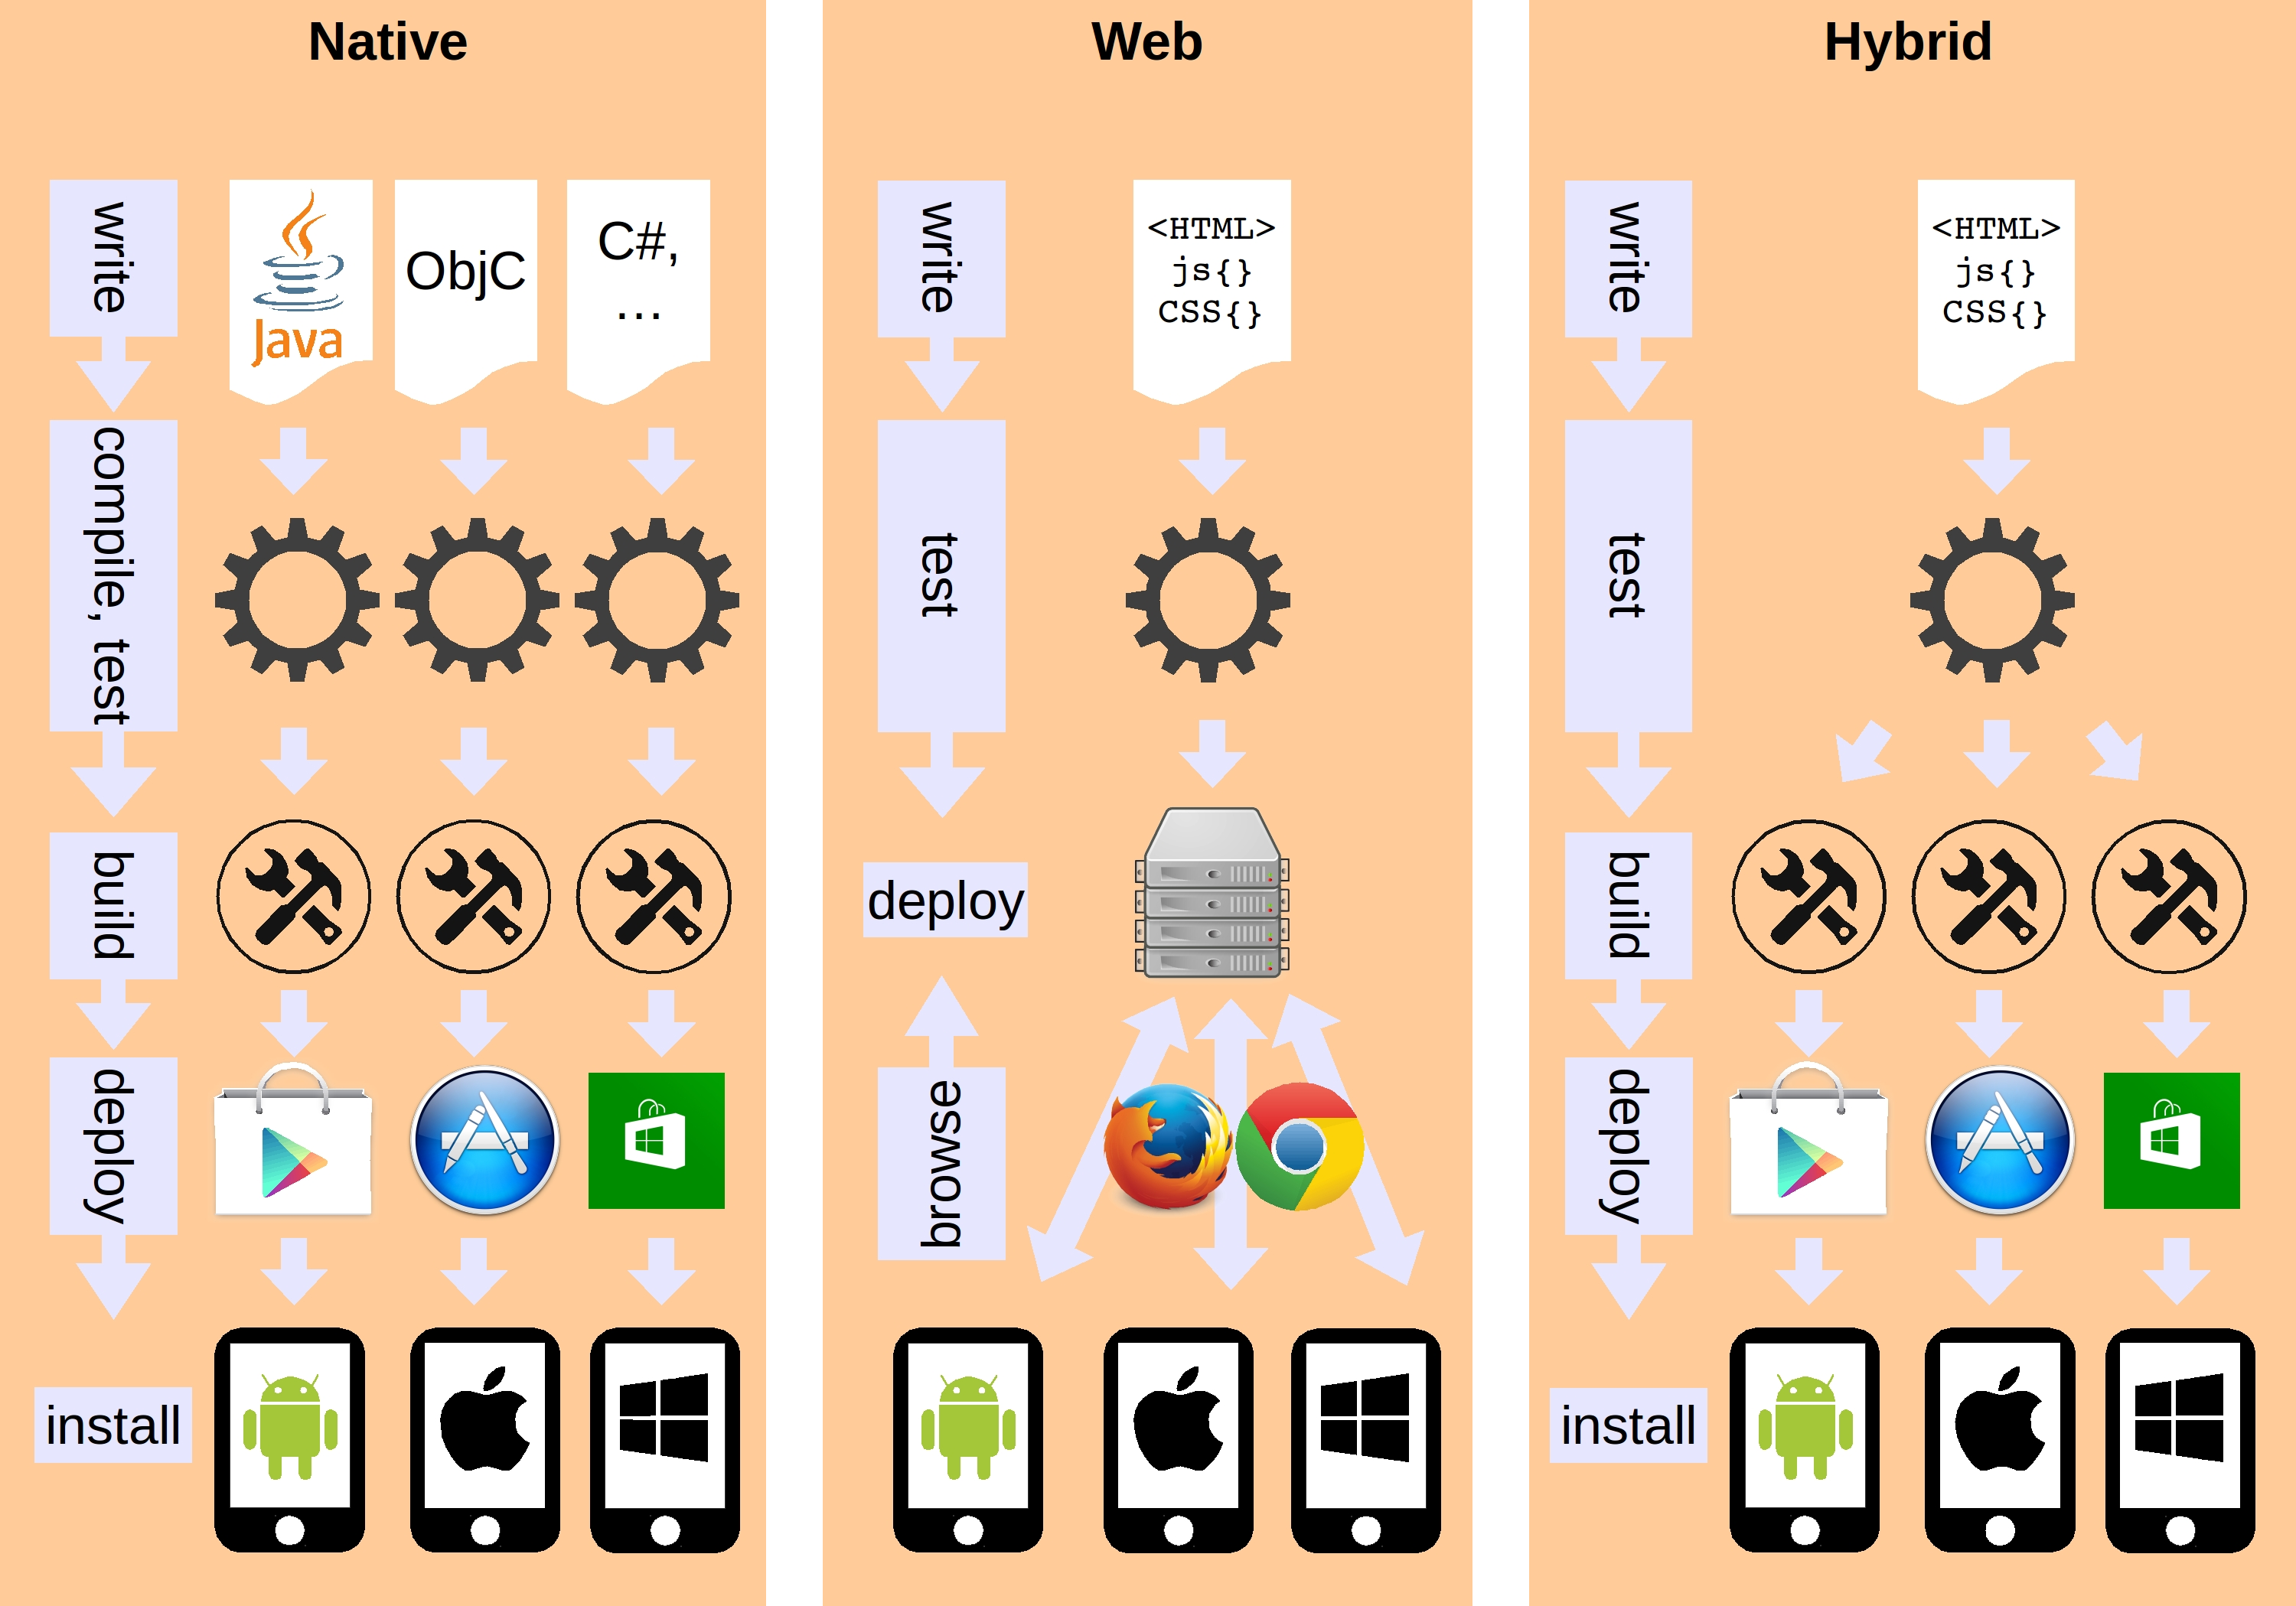 Native
write
Java
ObjC
C#,
...
compile, test
build
deploy
install
Web
write
<HTML>
js{}
CSS{}
test
deploy
browse
Hybrid
write
<HTML>
js{}
CSS{}
test
build
deploy
install